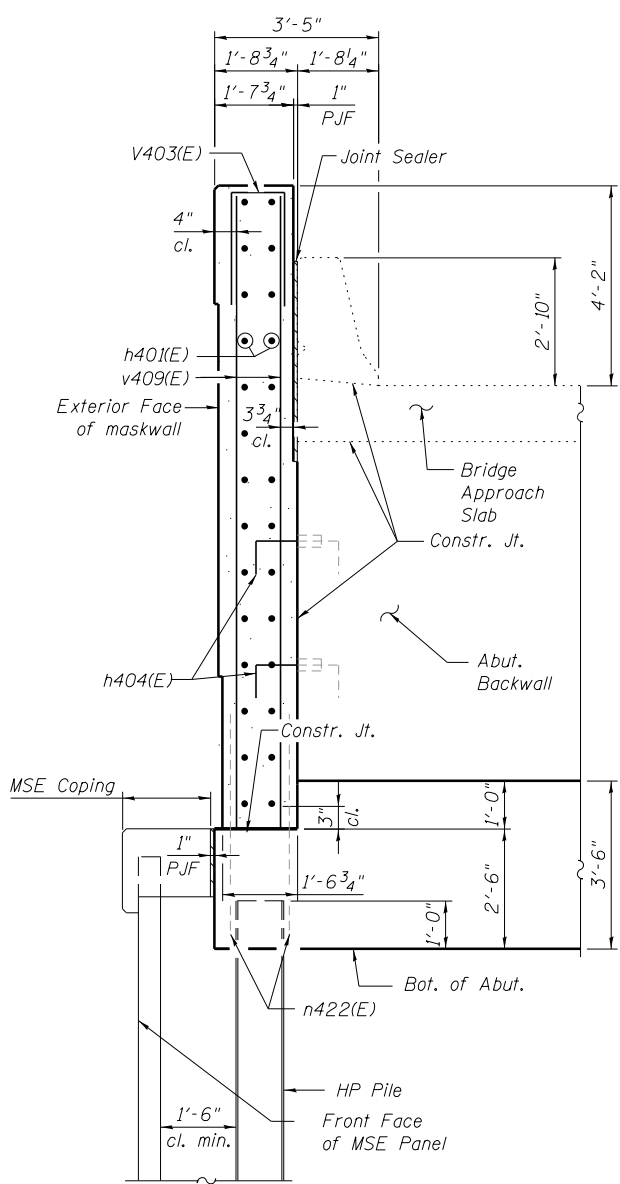 3'-5"
1'-8¾"
1'-8¼"
1'-7¾"
1"
PJF
V403(E)
Joint Sealer
4"
cl.
2'-10"
4'-2"
h401(E)
v409(E)
Exterior Face
of maskwall
3¾"
cl.
Bridge
Approach
Slab
Constr. Jt.
Abut.
Backwall
h404(E)
Constr. Jt.
MSE Coping
3"
cl.
1'-0"
1"
PJF
1'-6¾"
2'-6"
3'-6"
1'-0"
Bot. of Abut.
n422(E)
HP Pile
1'-6"
cl. min.
Front Face
of MSE Panel